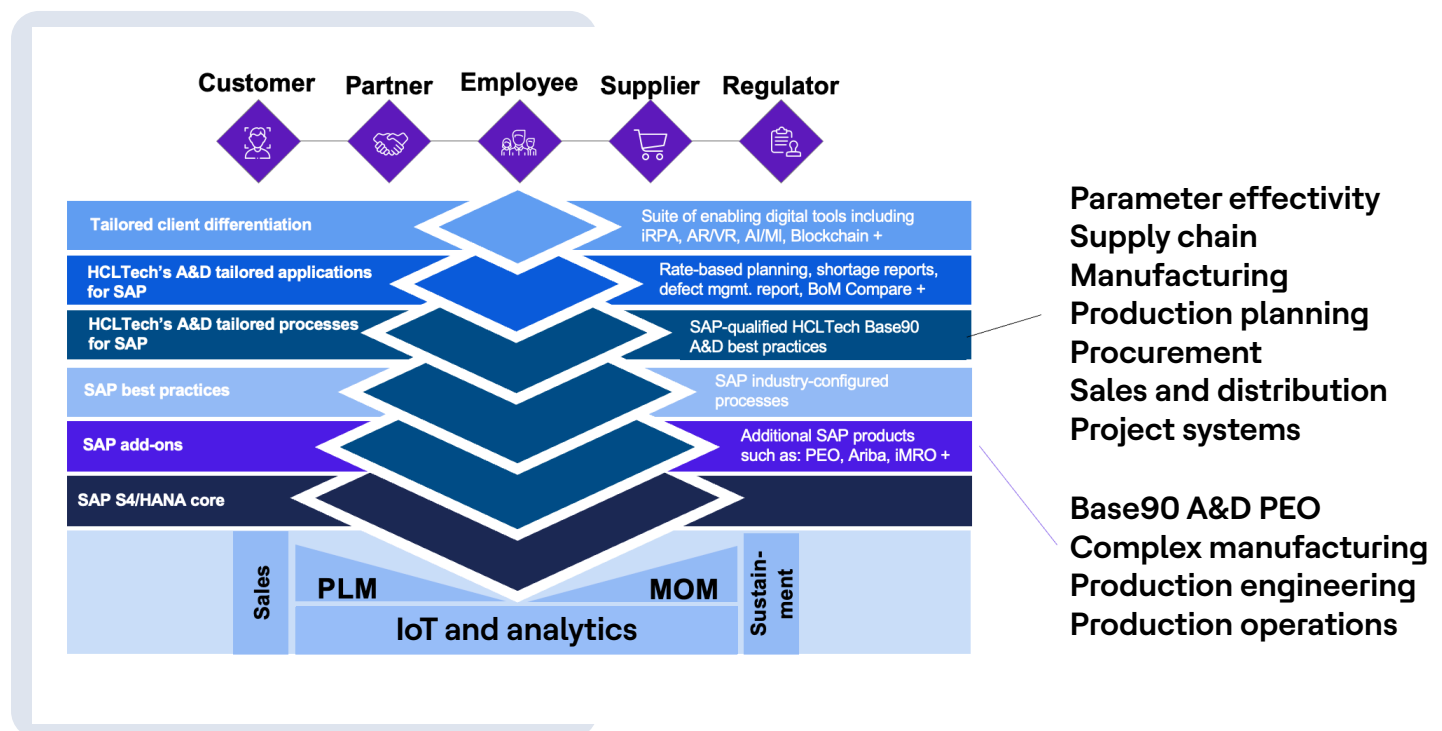 Customer
Partner
Employee
Supplier
Regulator
Tailored client differentiation
Suite of enabling digital tools including
iRPA, AR/VR, AI/MI, Blockchain +
HCLTech's A&D tailored applications
for SAP
Rate-based planning, shortage reports,
defect mgmt. report, BoM Compare +
HCLTech's A&D tailored processes
for SAP
SAP-qualified HCLTech Base90
A&D best practices
SAP best practices
SAP industry-configured
processes
SAP add-ons
Additional SAP products
such as: PEO, Ariba, iMRO +
SAP S4/HANA core
Sales
PLM
MOM
Sustain-
ment
IoT and analytics
Parameter effectivity
Supply chain
Manufacturing
Production planning
Procurement
Sales and distribution
Project systems
Base90 A&D PEO
Complex manufacturing
Production engineering
Production operations